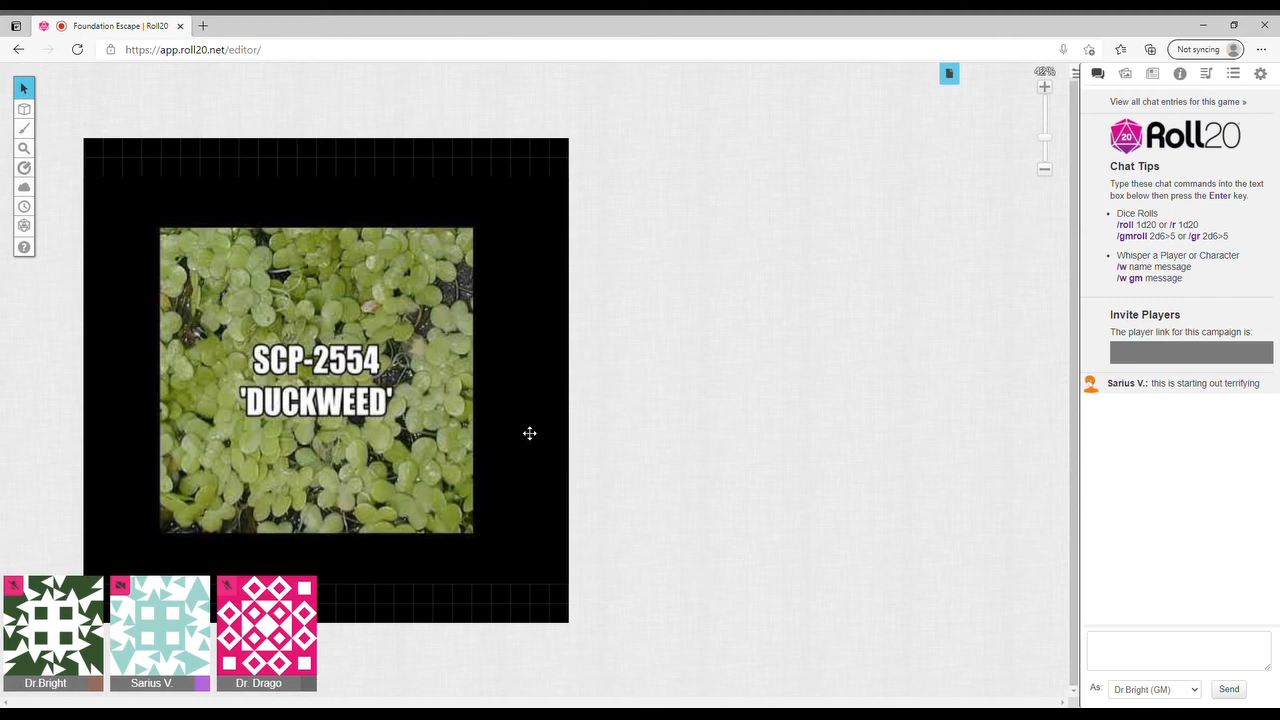 Foundation Escape | Roll20
https://app.roll20.net/editor/
Not syncing
42%
SCP-2554
'DUCKWEED'
Dr.Bright
Sarius V.
Dr. Drago
View all chat entries for this game »
20
Roll20
Chat Tips
Type these chat commands into the text
box below then press the Enter key.
Dice Rolls
/roll 1d20 or /r 1d20
/gmroll 2d6>5 or /gr 2d6>5
Whisper a Player or Character
/w name message
/w gm message
Invite Players
The player link for this campaign is:
Sarius V.: this is starting out terrifying
As:
Dr.Bright (GM)
Send